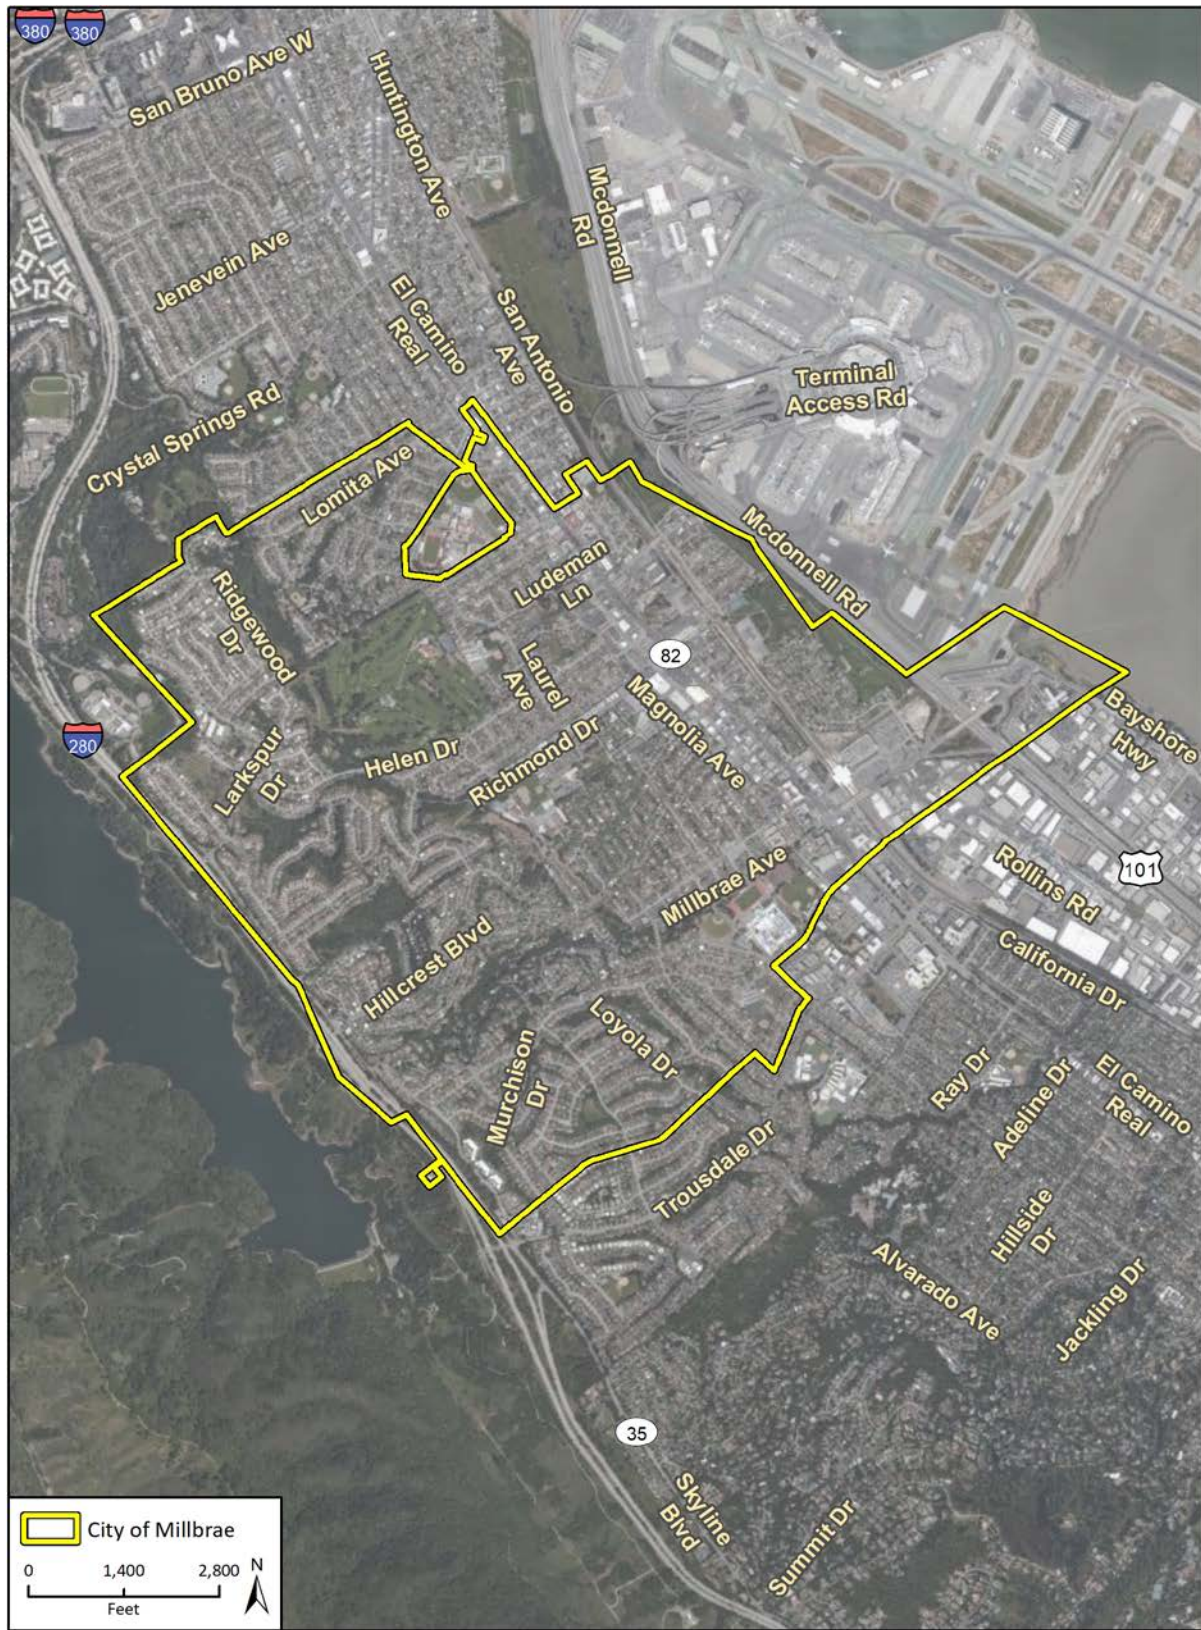 380
380
San Bruno Ave W
Huntington Ave
Mcdonnell
Rd
Jenevein Ave
El Camino
Real
San Antonio
Ave
Terminal
Access Rd
Crystal Springs Rd
Lomita Ave
Mcdonnell Rd
Ludeman
Ln
Ridgewood
Dr
Laurel
Ave
82
Magnolia Ave
Bayshore
Hwy
280
Larkspur
Dr
Helen Dr
Richmond Dr
Millbrae Ave
Rollins Rd
101
Hillcrest Blvd
California Dr
Loyola Dr
Murchison
Dr
Ray Dr
Adeline Dr
El Camino
Real
Trousdale Dr
Hillside
Dr
Alvarado Ave
Jackling Dr
35
Skyline
Blvd
Summit Dr
City of Millbrae
0 1,400 2,800
Feet
N